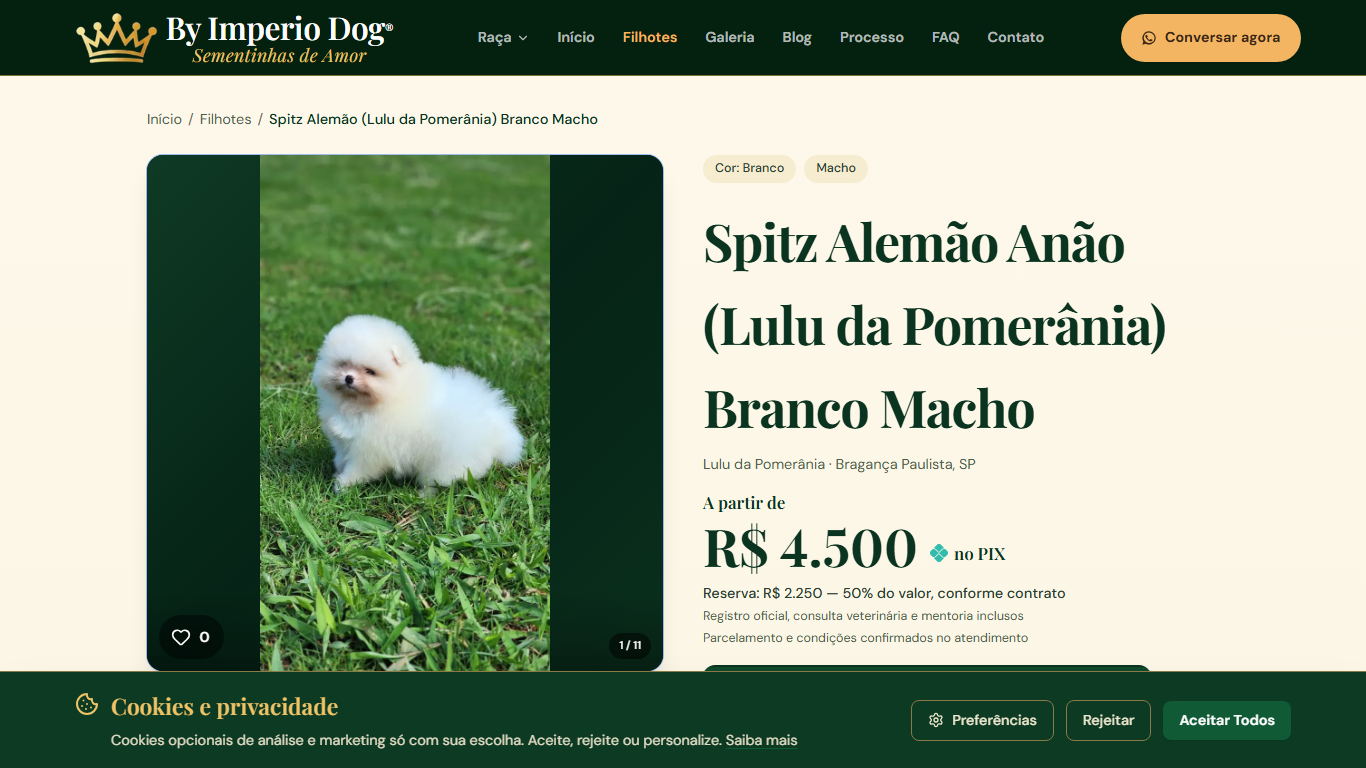 By Imperio Dog®
Sementinhas de Amor
Raça
Início
Filhotes
Galeria
Blog
Processo
FAQ
Contato
Conversar agora
Início / Filhotes / Spitz Alemão (Lulu da Pomerânia) Branco Macho
0
1 / 11
Cor: Branco
Macho
Spitz Alemão Anão
(Lulu da Pomerânia)
Branco Macho
Lulu da Pomerânia · Bragança Paulista, SP
A partir de
R$ 4.500 no PIX
Reserva: R$ 2.250 — 50% do valor, conforme contrato
Registro oficial, consulta veterinária e mentoria inclusos
Parcelamento e condições confirmados no atendimento
Cookies e privacidade
Cookies opcionais de análise e marketing só com sua escolha. Aceite, rejeite ou personalize. Saiba mais
Preferências
Rejeitar
Aceitar Todos